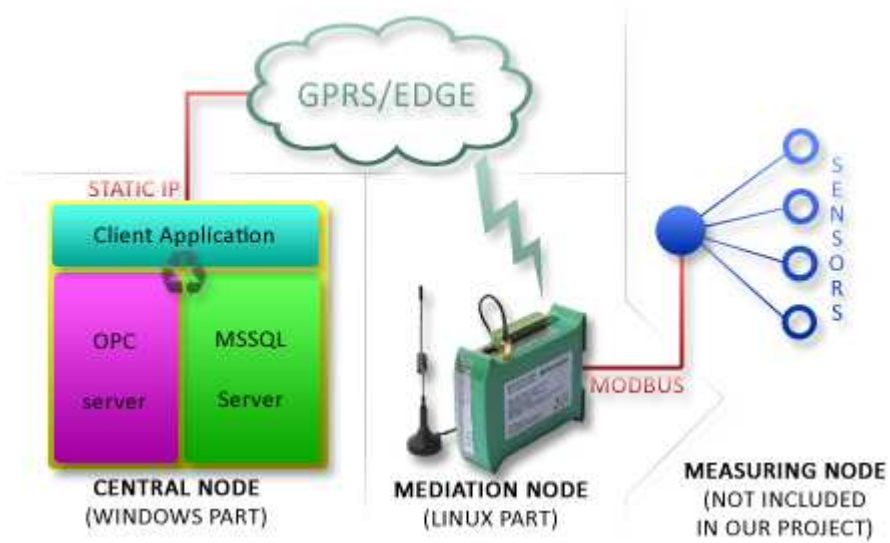 GPRS/EDGE
STATIC IP
Client Application
OPC
server
MSSQL
Server
MODBUS
SENSORS
CENTRAL NODE
(WINDOWS PART)
MEDIATION NODE
(LINUX PART)
MEASURING NODE
(NOT INCLUDED
IN OUR PROJECT)